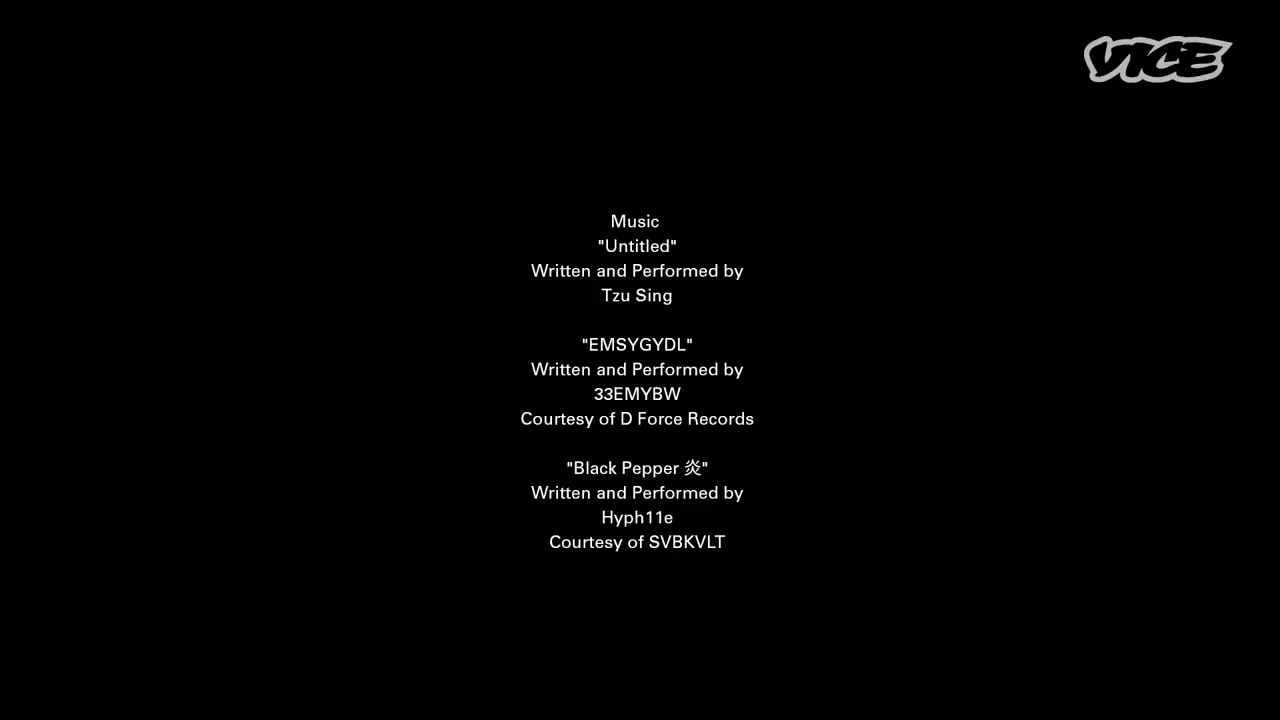 VICE
Music
"Untitled"
Written and Performed by
Tzu Sing
"EMSYGYDL"
Written and Performed by
33EMYBW
Courtesy of D Force Records
"Black Pepper 炎"
Written and Performed by
Hyph11e
Courtesy of SVBKVLT